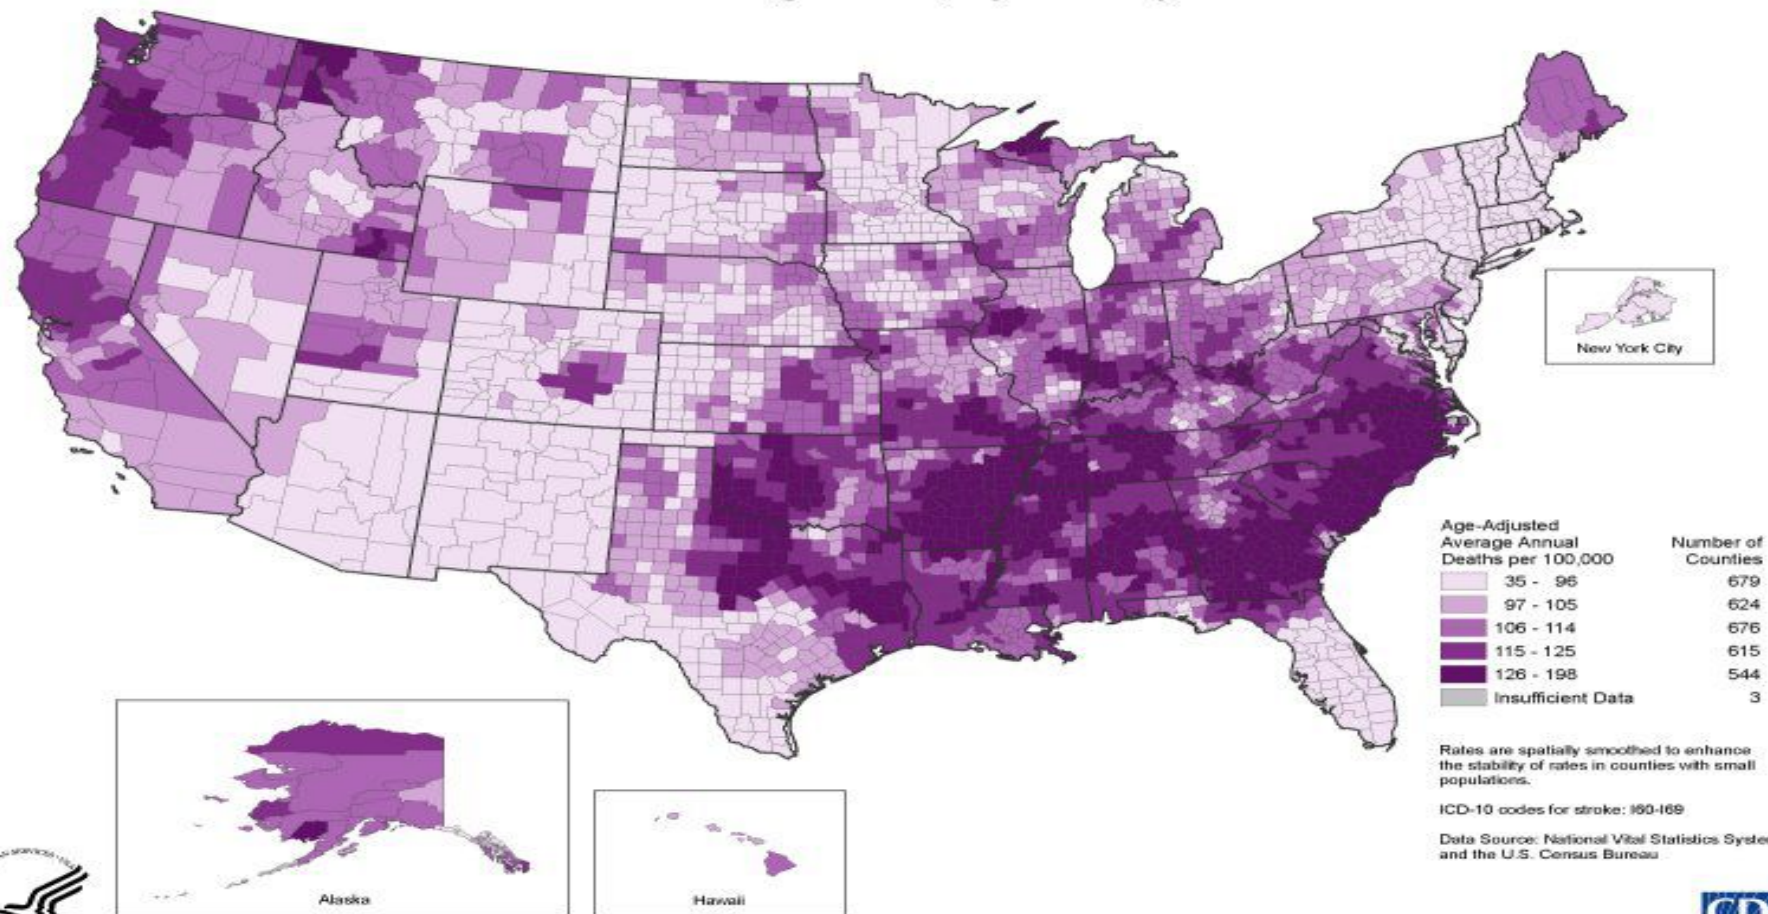 New York City
Age-Adjusted
Average Annual
Deaths per 100,000
Number of
Counties
35 - 96 679
97 - 105 624
106 - 114 676
115 - 125 615
126 - 198 544
Insufficient Data 3
Rates are spatially smoothed to enhance
the stability of rates in counties with small
populations.
ICD-10 codes for stroke: I60-I69
Data Source: National Vital Statistics Syste
and the U.S. Census Bureau
Alaska
Hawaii